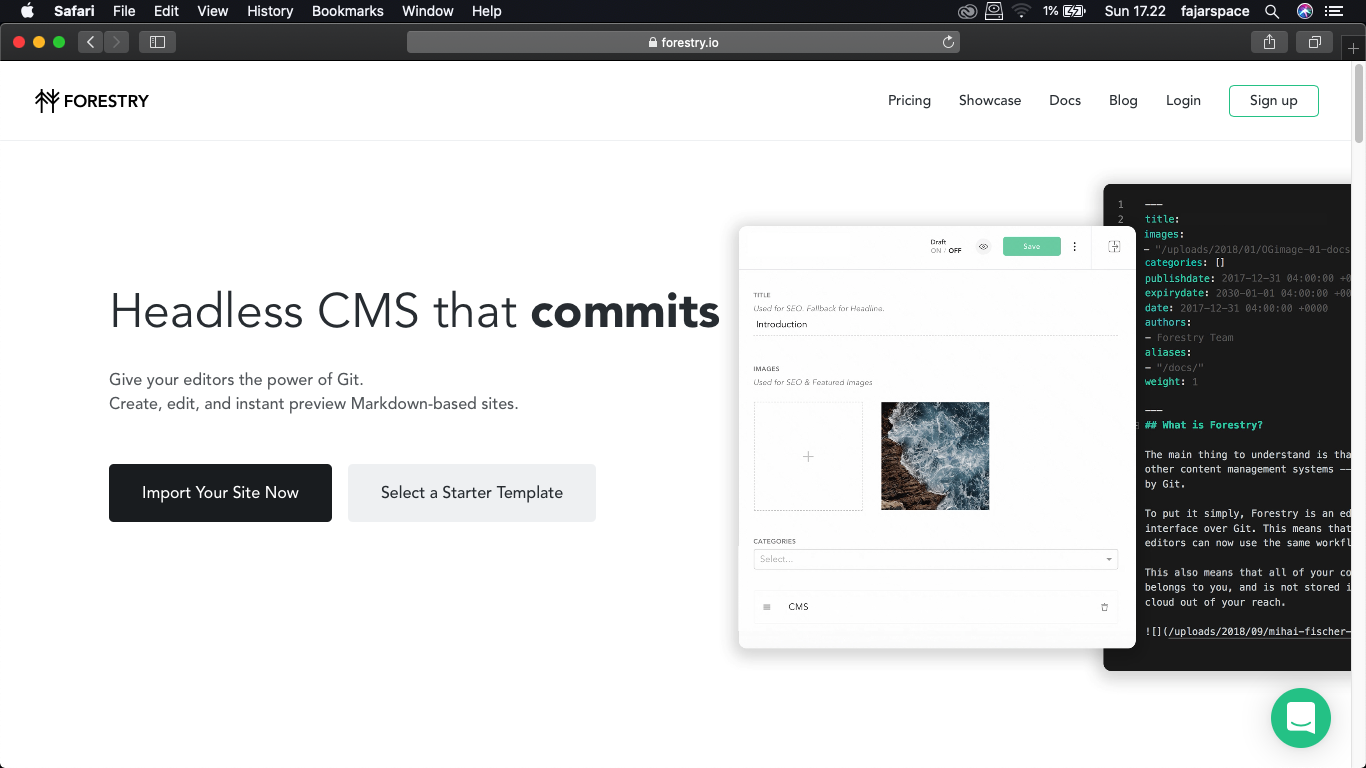 Safari File Edit View History Bookmarks Window Help 1% Sun 17.22 fajarspace
forestry.io
FORESTRY Pricing Showcase Docs Blog Login Sign up
Headless CMS that commits
Give your editors the power of Git.
Create, edit, and instant preview Markdown-based sites.
Import Your Site Now Select a Starter Template
Draft
ON / OFF Save
TITLE
Used for SEO. Fallback for Headline.
Introduction
IMAGES
Used for SEO & Featured Images
+
CATEGORIES
Select...
CMS
1 ---
2 title:
images:
- "/uploads/2018/01/OGimage-01-docs
categories: []
publishdate: 2017-12-31 04:00:00 +0
expirydate: 2030-01-01 04:00:00 +00
date: 2017-12-31 04:00:00 +0000
authors:
- Forestry Team
aliases:
- "/docs/"
weight: 1
---
## What is Forestry?
The main thing to understand is tha
other content management systems --
by Git.
To put it simply, Forestry is an ed
interface over Git. This means that
editors can now use the same workfl
This also means that all of your co
belongs to you, and is not stored i
cloud out of your reach.
![](/uploads/2018/09/mihai-fischer-